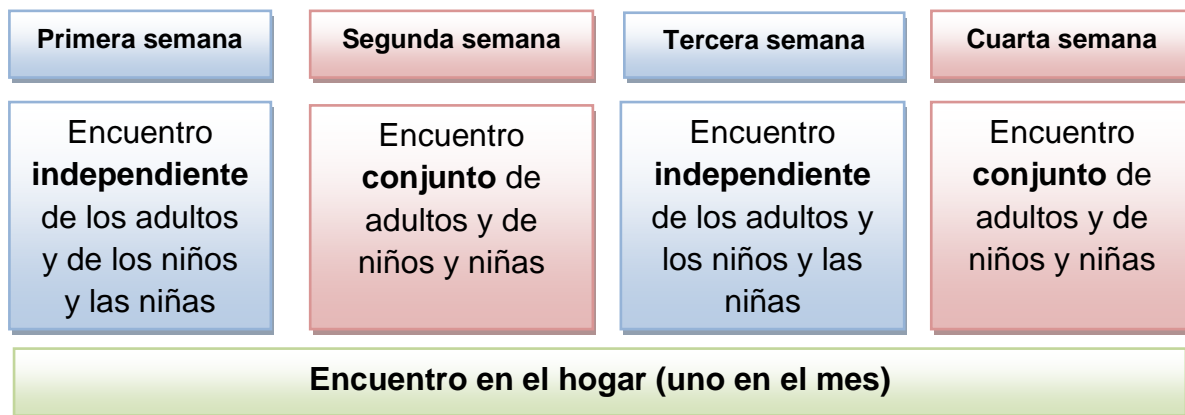 Primera semana
Segunda semana
Tercera semana
Cuarta semana
Encuentro
independiente
de los adultos
y de los niños
y las niñas
Encuentro
conjunto de
adultos y de
niños y niñas
Encuentro
independiente
de los adultos y
los niños y las
niñas
Encuentro
conjunto de
adultos y de
niños y niñas
Encuentro en el hogar (uno en el mes)